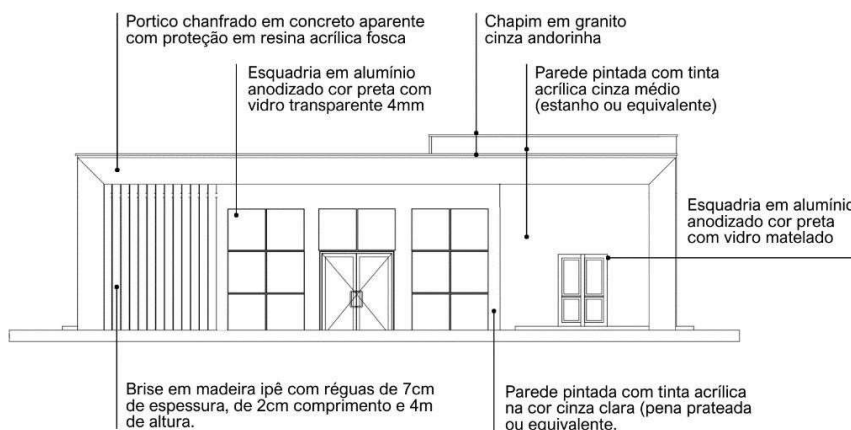 Portico chanfrado em concreto aparente
com proteção em resina acrílica fosca
Chapim em granito
cinza andorinha
Esquadria em alumínio
anodizado cor preta com
vidro transparente 4mm
Parede pintada com tinta
acrílica cinza médio
(estanho ou equivalente)
Esquadria em alumínio
anodizado cor preta
com vidro matelado
Brise em madeira ipê com réguas de 7cm
de espessura, de 2cm comprimento e 4m
de altura.
Parede pintada com tinta acrílica
na cor cinza clara (pena prateada
ou equivalente.